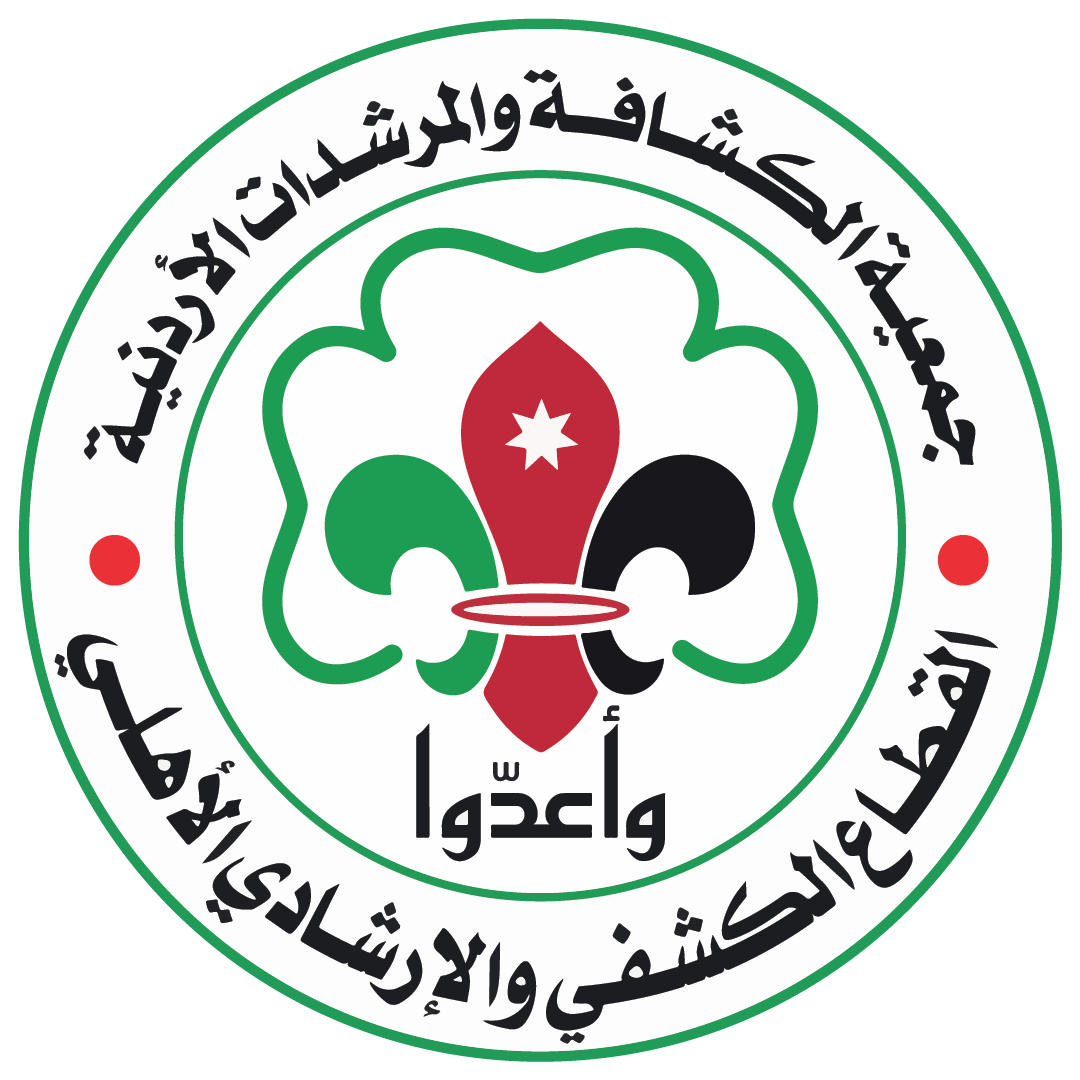 جمعية الكشافة والمرشدات الأردنية
وأعدّوا
القطاع الكشفي والإرشادي الأهلي